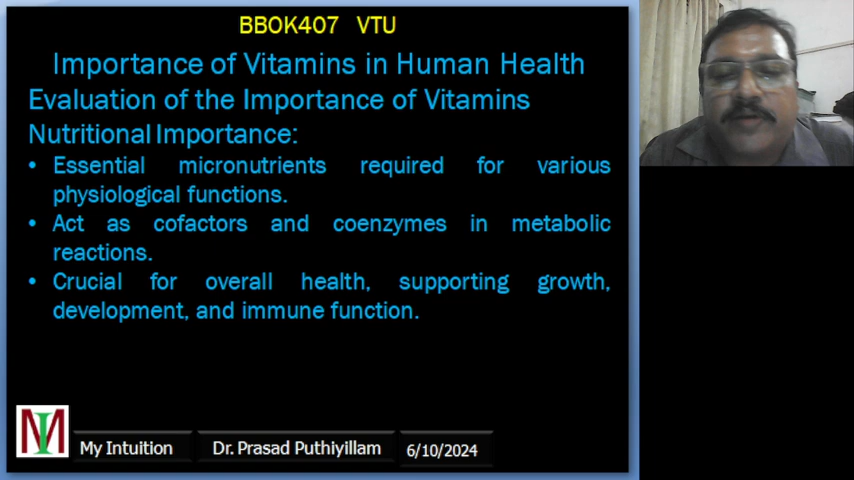 BBOK407 VTU
Importance of Vitamins in Human Health
Evaluation of the Importance of Vitamins
Nutritional Importance:
• Essential micronutrients required for various
physiological functions.
• Act as cofactors and coenzymes in metabolic
reactions.
• Crucial for overall health, supporting growth,
development, and immune function.
MI
My Intuition
Dr. Prasad Puthiyillam
6/10/2024